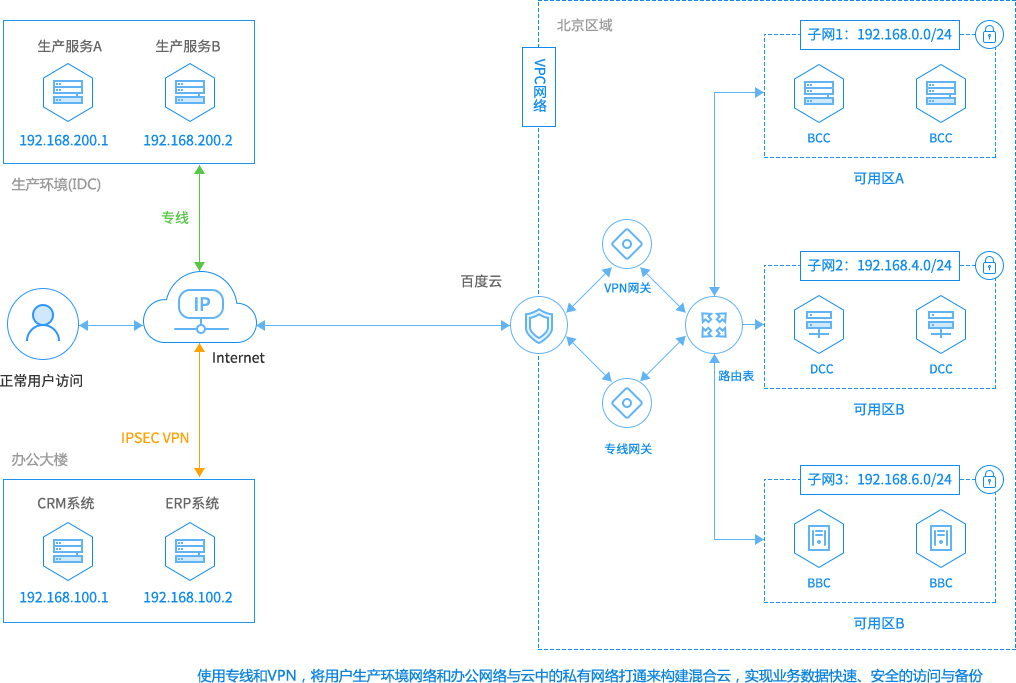 北京区域
生产服务A 生产服务B
192.168.200.1 192.168.200.2
生产环境(IDC)
专线
VPC网络
子网1：192.168.0.0/24
BCC BCC
可用区A
百度云
IP
Internet
正常用户访问
VPN网关
路由表
专线网关
子网2：192.168.4.0/24
DCC DCC
可用区B
IPSEC VPN
办公大楼
CRM系统 ERP系统
192.168.100.1 192.168.100.2
子网3：192.168.6.0/24
BBC BBC
可用区B
使用专线和VPN，将用户生产环境网络和办公网络与云中的私有网络打通来构建混合云，实现业务数据快速、安全的访问与备份